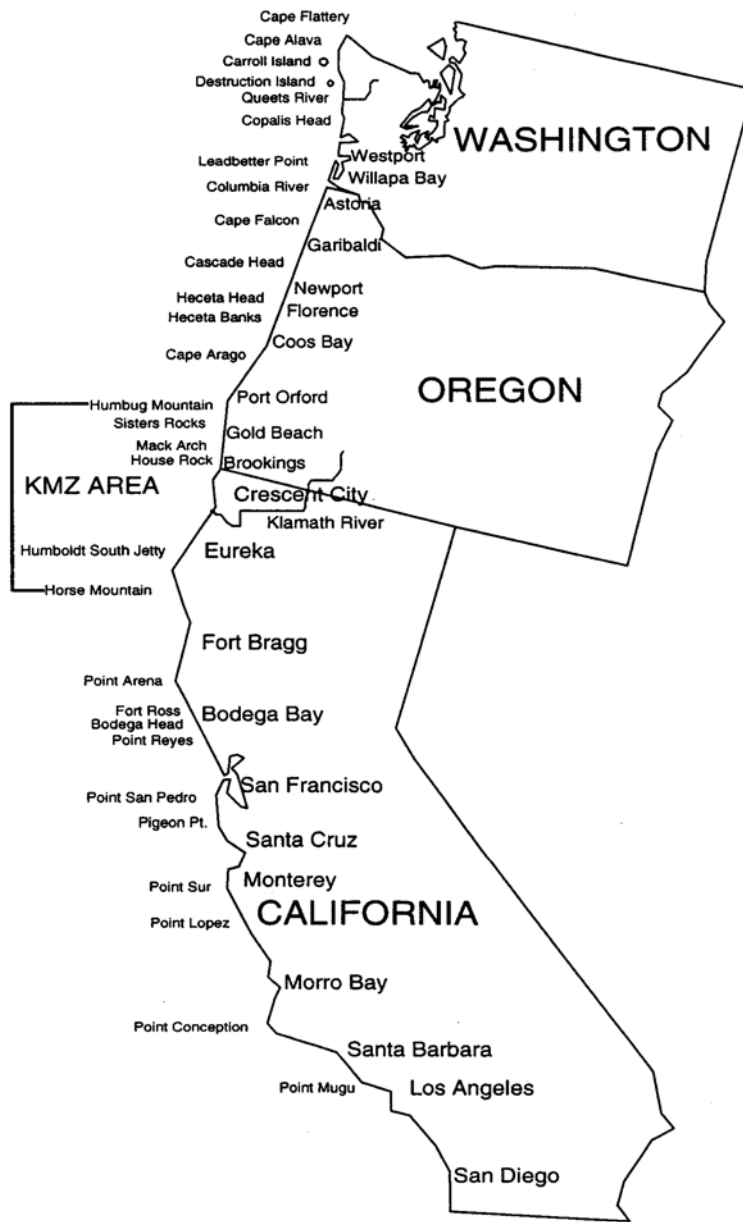 Cape Flattery
Cape Alava
Carroll Island
Destruction Island
Queets River
Copalis Head
WASHINGTON
Westport
Leadbetter Point
Willapa Bay
Columbia River
Astoria
Cape Falcon
Garibaldi
Cascade Head
Newport
Heceta Head
Florence
Heceta Banks
Coos Bay
Cape Arago
OREGON
Port Orford
Humbug Mountain
Sisters Rocks
Gold Beach
Mack Arch
House Rock
Brookings
KMZ AREA
Crescent City
Klamath River
Humboldt South Jetty
Eureka
Horse Mountain
Fort Bragg
Point Arena
Fort Ross
Bodega Bay
Bodega Head
Point Reyes
San Francisco
Point San Pedro
Pigeon Pt.
Santa Cruz
Monterey
Point Sur
CALIFORNIA
Point Lopez
Morro Bay
Point Conception
Santa Barbara
Point Mugu
Los Angeles
San Diego